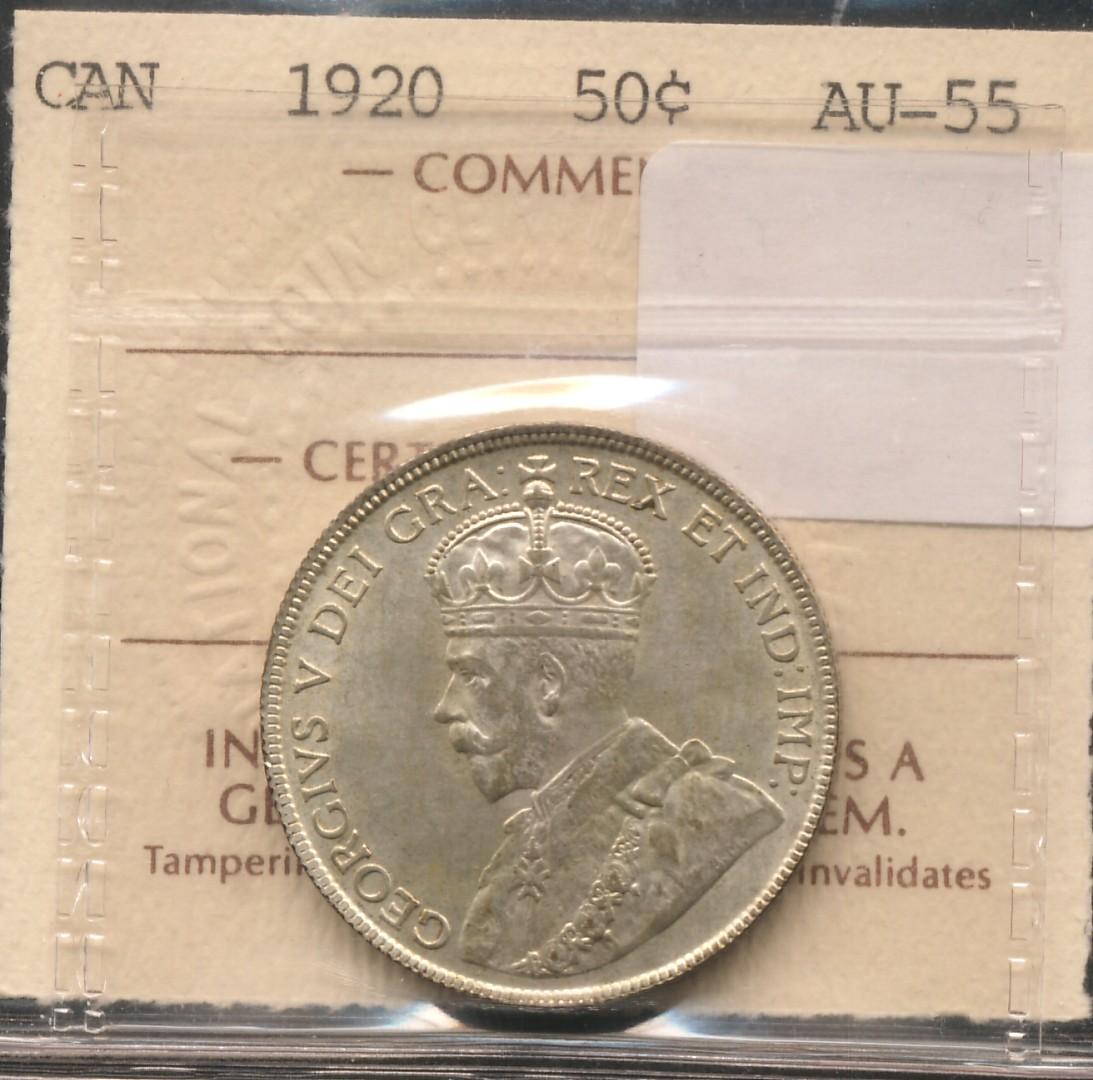 CAN 1920 50¢ AU-55
— COMME
— CERT
GEORGIVS V DEI GRA: REX ET IND: IMP:
IN S A
GE EM.
Tamperi invalidates